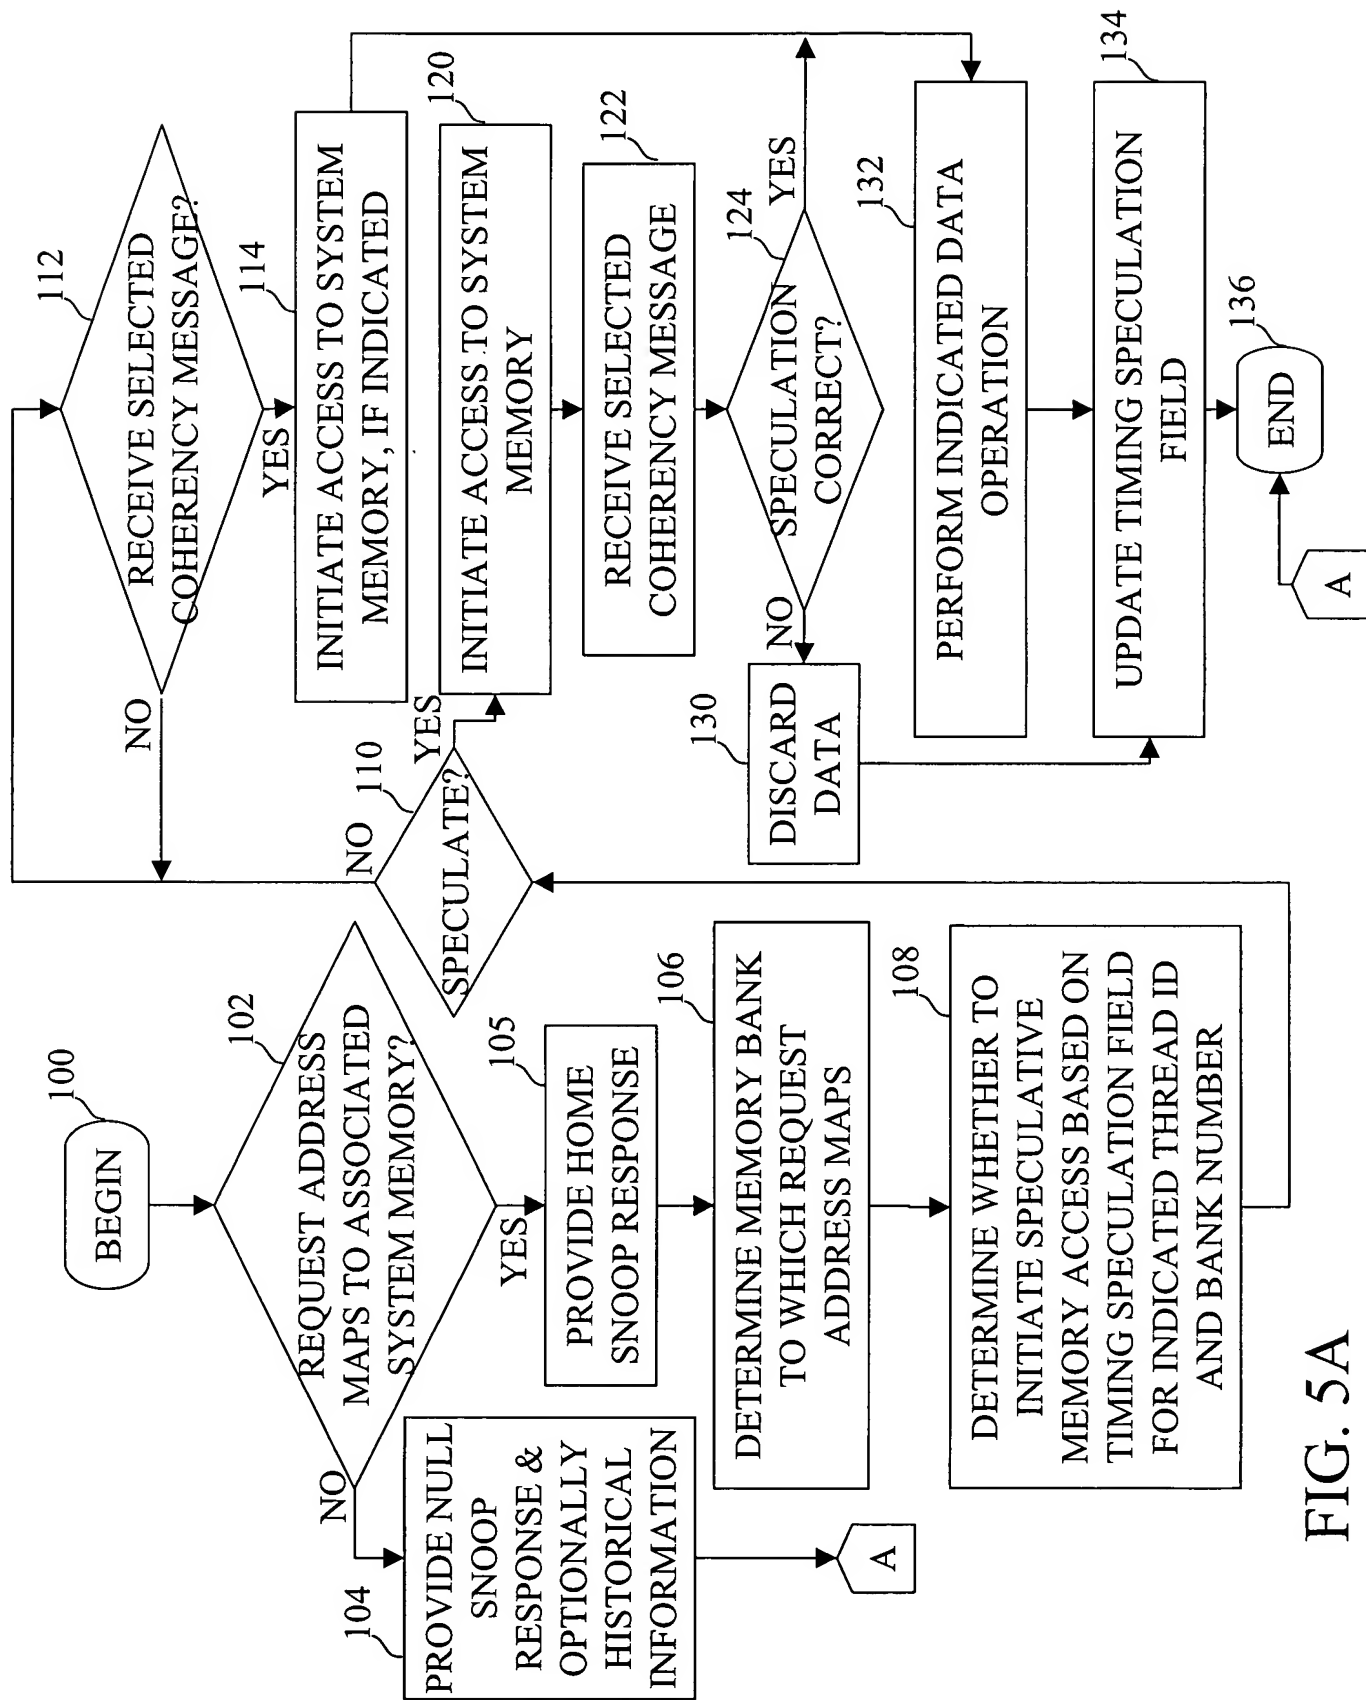 100
BEGIN
102
REQUEST ADDRESS
MAPS TO ASSOCIATED
SYSTEM MEMORY?
NO
YES
104
PROVIDE NULL
SNOOP
RESPONSE &
OPTIONALLY
HISTORICAL
INFORMATION
A
105
PROVIDE HOME
SNOOP RESPONSE
106
DETERMINE MEMORY BANK
TO WHICH REQUEST
ADDRESS MAPS
108
DETERMINE WHETHER TO
INITIATE SPECULATIVE
MEMORY ACCESS BASED ON
TIMING SPECULATION FIELD
FOR INDICATED THREAD ID
AND BANK NUMBER
110
SPECULATE?
NO
YES
112
RECEIVE SELECTED
COHERENCY MESSAGE?
NO
YES
114
INITIATE ACCESS TO SYSTEM
MEMORY, IF INDICATED
120
INITIATE ACCESS TO SYSTEM
MEMORY
122
RECEIVE SELECTED
COHERENCY MESSAGE
124
SPECULATION
CORRECT?
NO
YES
130
DISCARD
DATA
132
PERFORM INDICATED DATA
OPERATION
134
UPDATE TIMING SPECULATION
FIELD
136
END
A
FIG. 5A